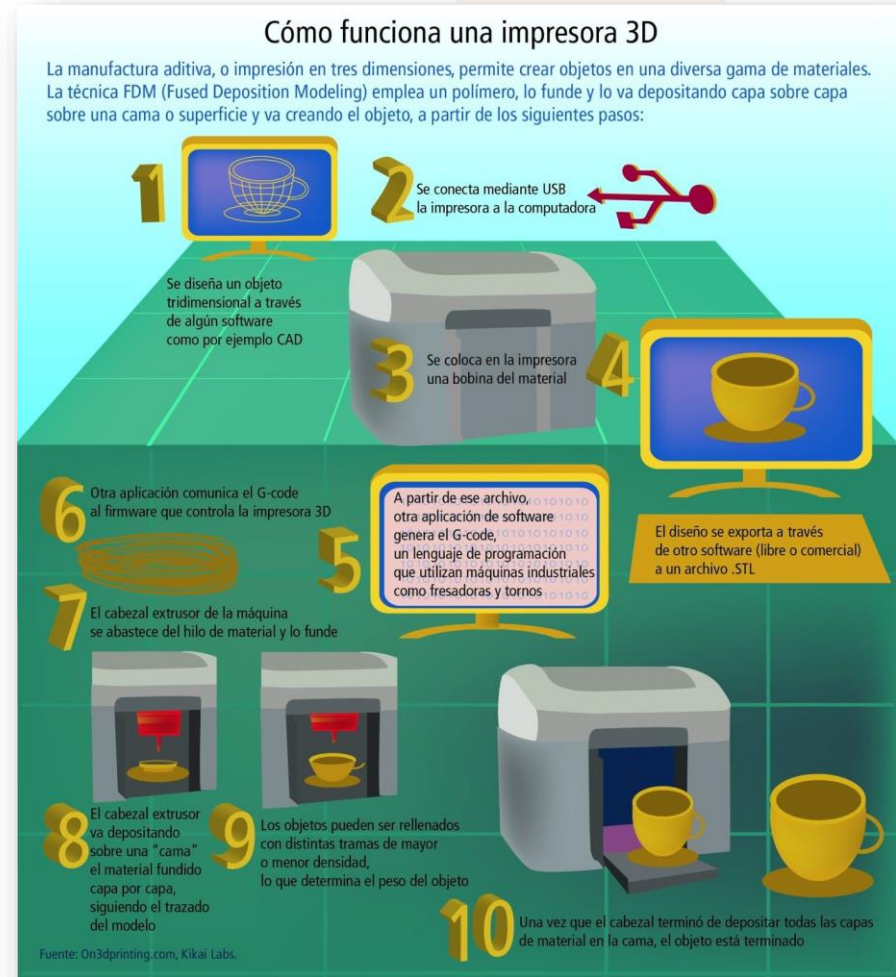 Cómo funciona una impresora 3D
La manufactura aditiva, o impresión en tres dimensiones, permite crear objetos en una diversa gama de materiales.
La técnica FDM (Fused Deposition Modeling) emplea un polímero, lo funde y lo va depositando capa sobre capa
sobre una cama o superficie y va creando el objeto, a partir de los siguientes pasos:
1
Se diseña un objeto
tridimensional a través
de algún software
como por ejemplo CAD
2
Se conecta mediante USB
la impresora a la computadora
3
Se coloca en la impresora
una bobina del material
4
El diseño se exporta a través
de otro software (libre o comercial)
a un archivo .STL
5
A partir de ese archivo,
otra aplicación de software
genera el G-code,
un lenguaje de programación
que utilizan máquinas industriales
como fresadoras y tornos
6
Otra aplicación comunica el G-code
al firmware que controla la impresora 3D
7
El cabezal extrusor de la máquina
se abastece del hilo de material y lo funde
8
El cabezal extrusor
va depositando
sobre una "cama"
el material fundido
capa por capa,
siguiendo el trazado
del modelo
9
Los objetos pueden ser rellenados
con distintas tramas de mayor
o menor densidad,
lo que determina el peso del objeto
10
Una vez que el cabezal terminó de depositar todas las capas
de material en la cama, el objeto está terminado
Fuente: On3dprinting.com, Kikai Labs.